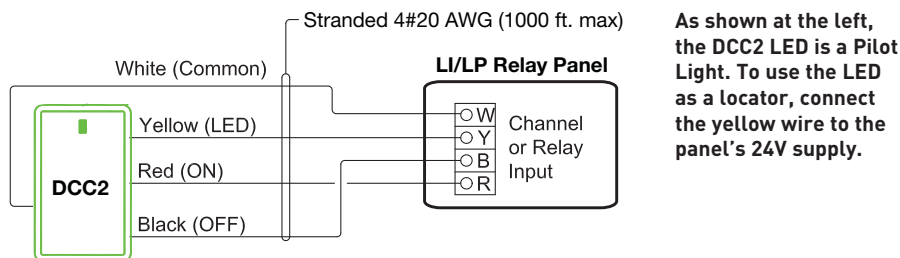 Stranded 4#20 AWG (1000 ft. max)
White (Common)
LI/LP Relay Panel
Yellow (LED)
Red (ON)
Black (OFF)
DCC2
W
Y
B
R
Channel
or Relay
Input
As shown at the left,
the DCC2 LED is a Pilot
Light. To use the LED
as a locator, connect
the yellow wire to the
panel's 24V supply.